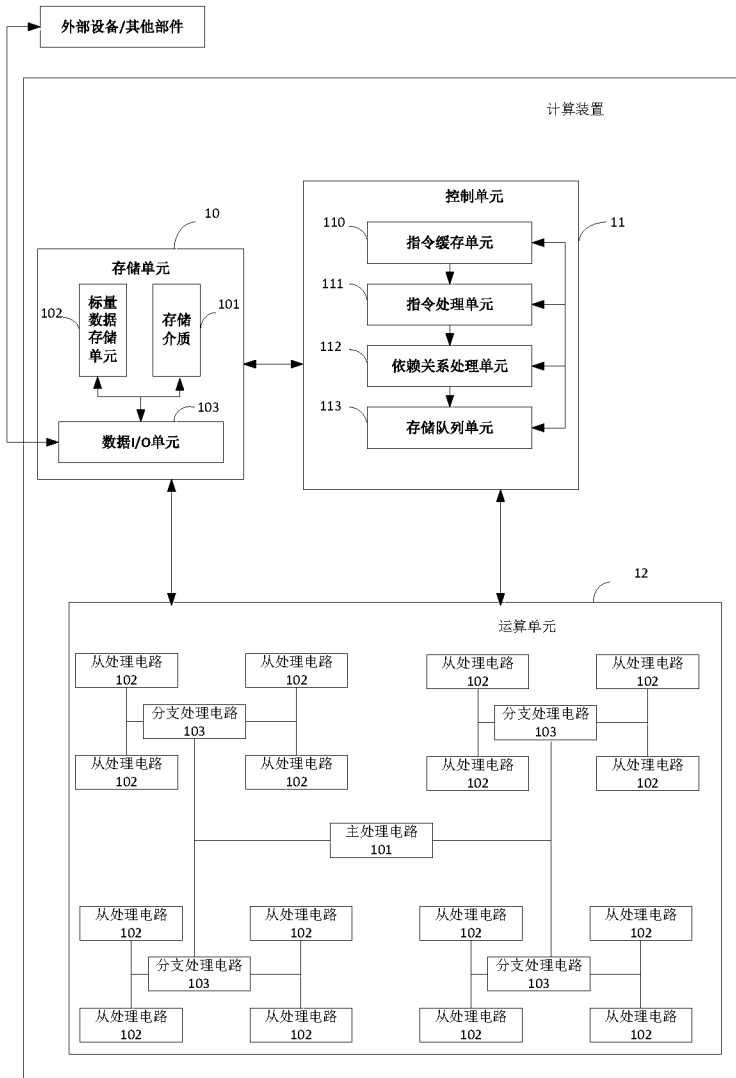 外部设备/其他部件
计算装置
10
存储单元
102
标量
数据
存储
单元
存储
介质
101
103
数据I/O单元
控制单元
11
110
指令缓存单元
111
指令处理单元
112
依赖关系处理单元
113
存储队列单元
12
运算单元
从处理电路
102
从处理电路
102
从处理电路
102
从处理电路
102
分支处理电路
103
分支处理电路
103
从处理电路
102
从处理电路
102
从处理电路
102
从处理电路
102
主处理电路
101
从处理电路
102
从处理电路
102
从处理电路
102
从处理电路
102
分支处理电路
103
分支处理电路
103
从处理电路
102
从处理电路
102
从处理电路
102
从处理电路
102